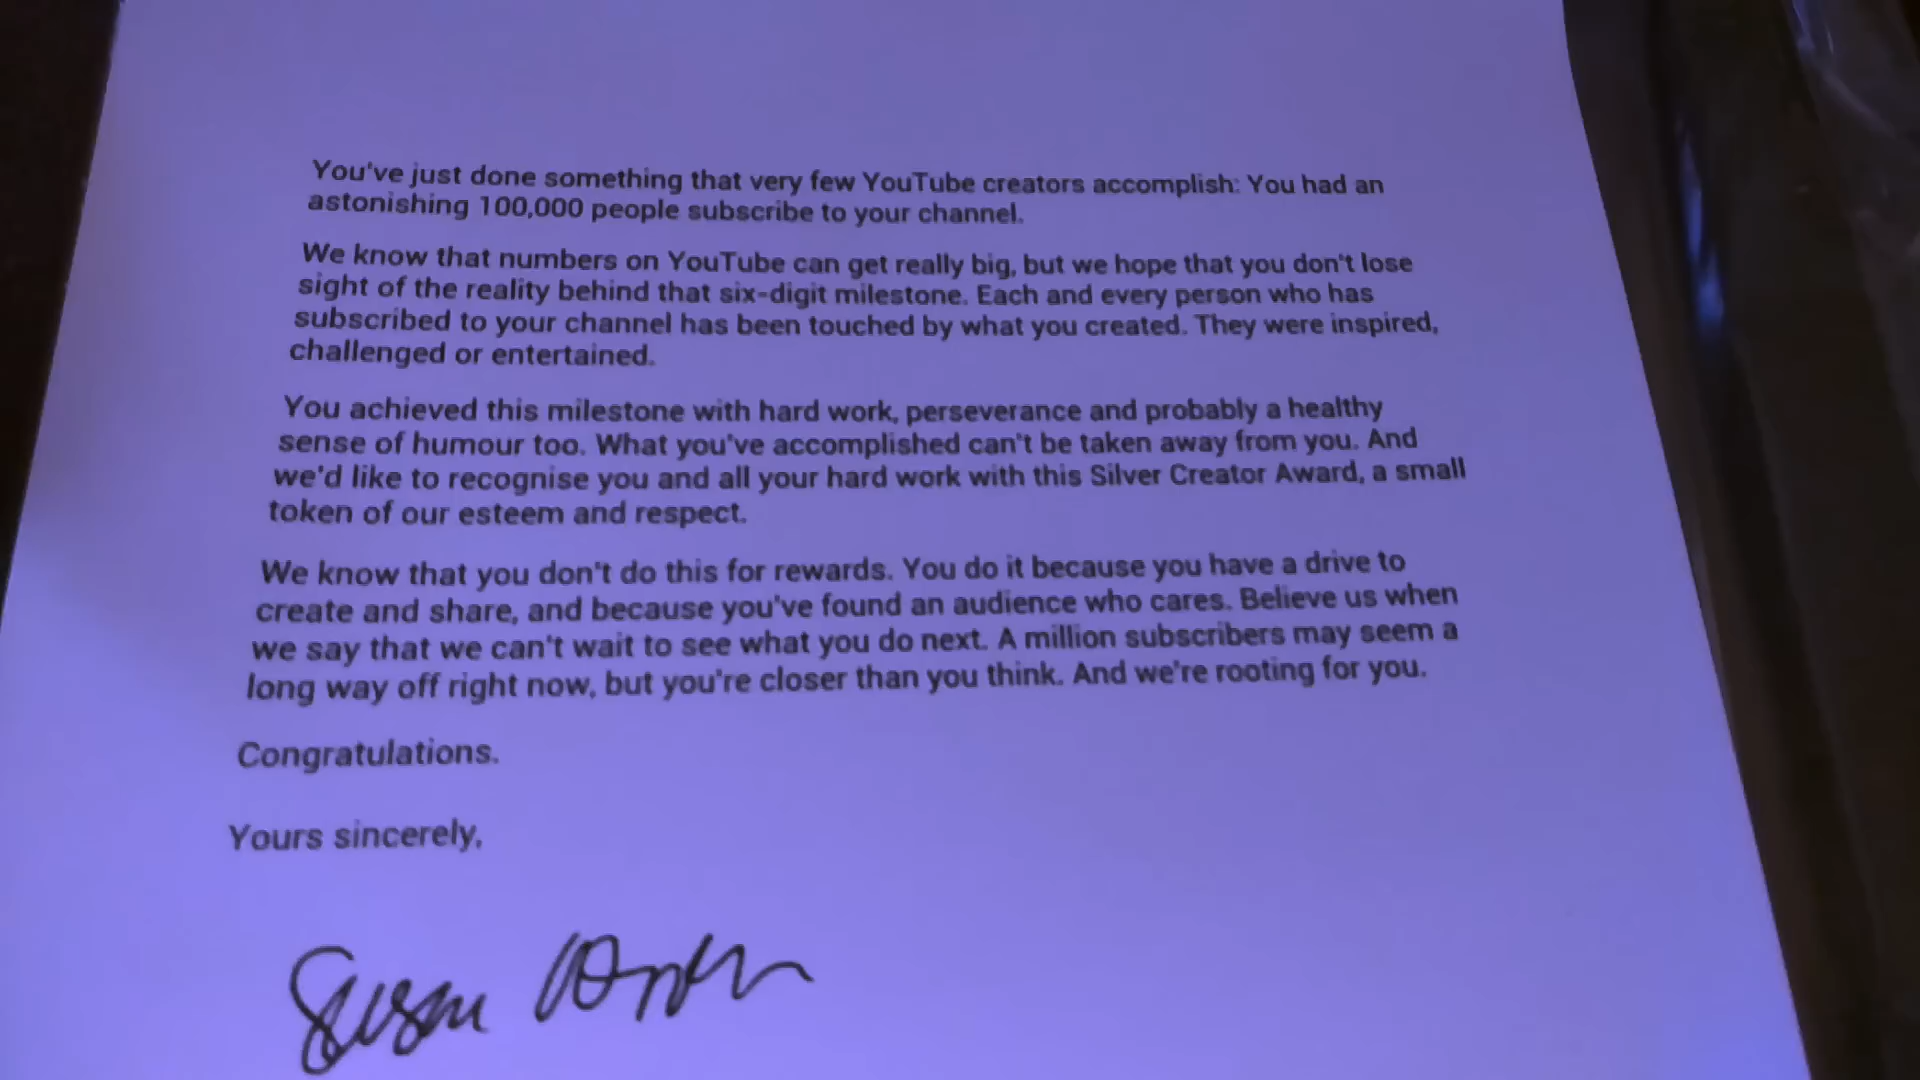 You've just done something that very few YouTube creators accomplish: You had an
astonishing 100,000 people subscribe to your channel.
We know that numbers on YouTube can get really big, but we hope that you don't lose
sight of the reality behind that six-digit milestone. Each and every person who has
subscribed to your channel has been touched by what you created. They were inspired,
challenged or entertained.
You achieved this milestone with hard work, perseverance and probably a healthy
sense of humour too. What you've accomplished can't be taken away from you. And
we'd like to recognise you and all your hard work with this Silver Creator Award, a small
token of our esteem and respect.
We know that you don't do this for rewards. You do it because you have a drive to
create and share, and because you've found an audience who cares. Believe us when
we say that we can't wait to see what you do next. A million subscribers may seem a
long way off right now, but you're closer than you think. And we're rooting for you.
Congratulations.
Yours sincerely,
Susan